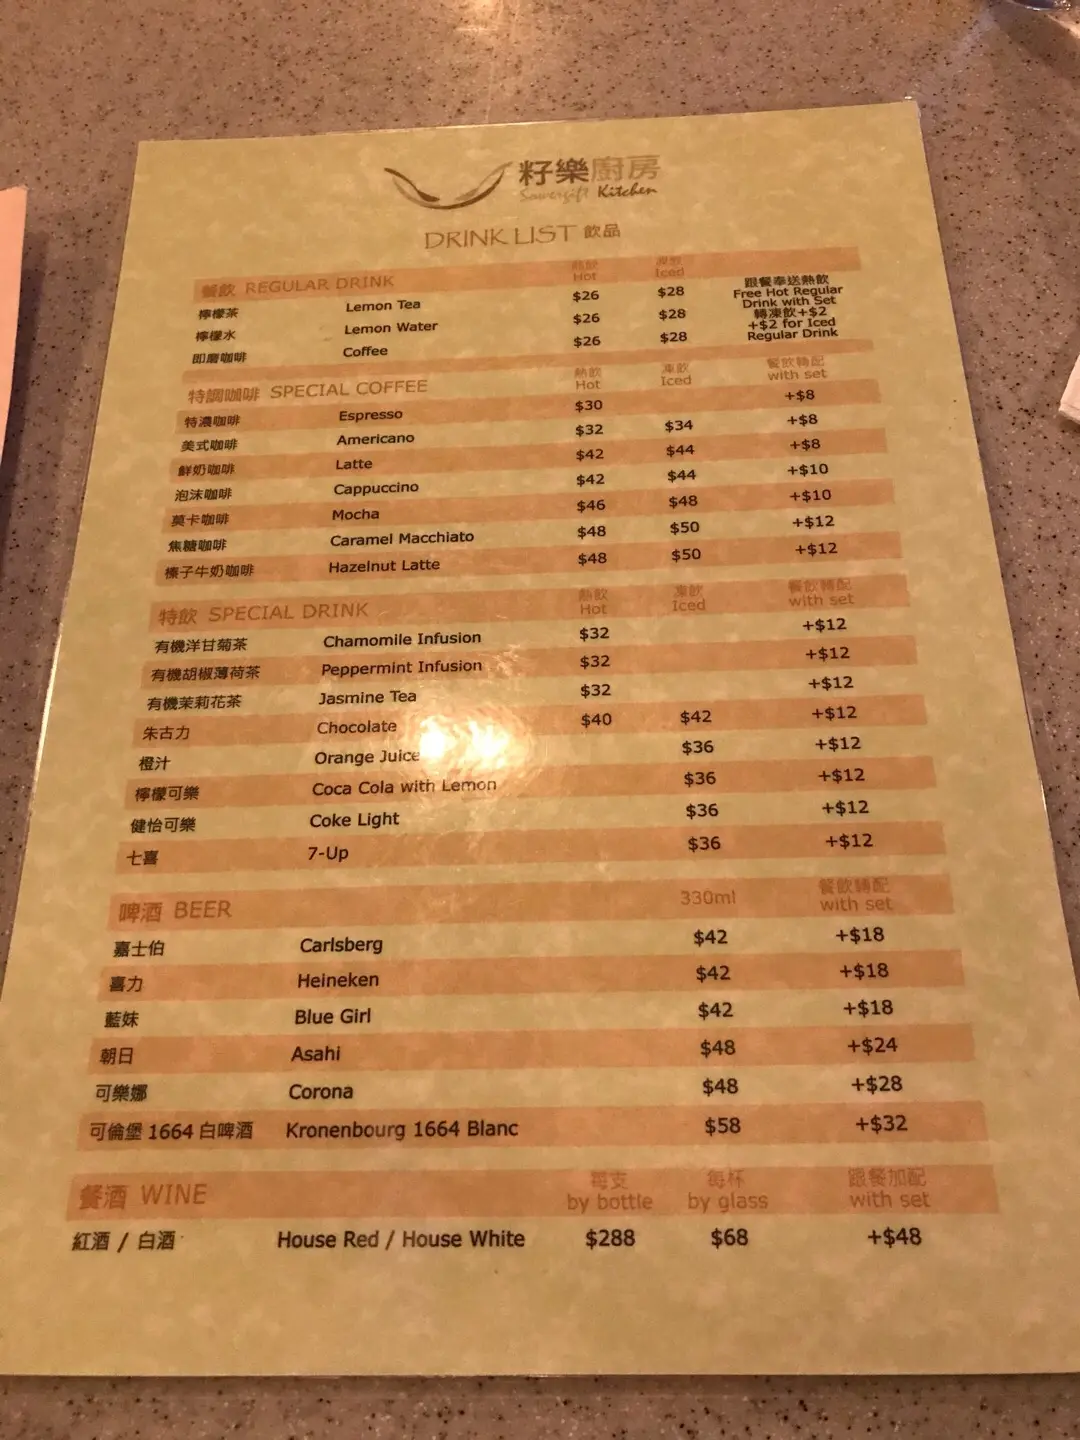 籽樂廚房
Sowergift Kitchen
DRINK LIST 飲品
餐飲 REGULAR DRINK 熱飲 Hot 凍飲 Iced
檸檬茶 Lemon Tea $26 $28
檸檬水 Lemon Water $26 $28
即磨咖啡 Coffee $26 $28
跟餐奉送熱飲
Free Hot Regular
Drink with Set
轉凍飲+$2
+$2 for Iced
Regular Drink
特調咖啡 SPECIAL COFFEE 熱飲 Hot 凍飲 Iced 餐飲轉配 with set
特濃咖啡 Espresso $30 +$8
美式咖啡 Americano $32 $34 +$8
鮮奶咖啡 Latte $42 $44 +$8
泡沫咖啡 Cappuccino $42 $44 +$10
莫卡咖啡 Mocha $46 $48 +$10
焦糖咖啡 Caramel Macchiato $48 $50 +$12
榛子牛奶咖啡 Hazelnut Latte $48 $50 +$12
特飲 SPECIAL DRINK 熱飲 Hot 凍飲 Iced 餐飲轉配 with set
有機洋甘菊茶 Chamomile Infusion $32 +$12
有機胡椒薄荷茶 Peppermint Infusion $32 +$12
有機茉莉花茶 Jasmine Tea $32 +$12
朱古力 Chocolate $40 $42 +$12
橙汁 Orange Juice $36 +$12
檸檬可樂 Coca Cola with Lemon $36 +$12
健怡可樂 Coke Light $36 +$12
七喜 7-Up $36 +$12
啤酒 BEER 330ml 餐飲轉配 with set
嘉士伯 Carlsberg $42 +$18
喜力 Heineken $42 +$18
藍妹 Blue Girl $42 +$18
朝日 Asahi $48 +$24
可樂娜 Corona $48 +$28
可倫堡 1664 白啤酒 Kronenbourg 1664 Blanc $58 +$32
餐酒 WINE 每支 by bottle 每杯 by glass 跟餐加配 with set
紅酒 / 白酒 House Red / House White $288 $68 +$48